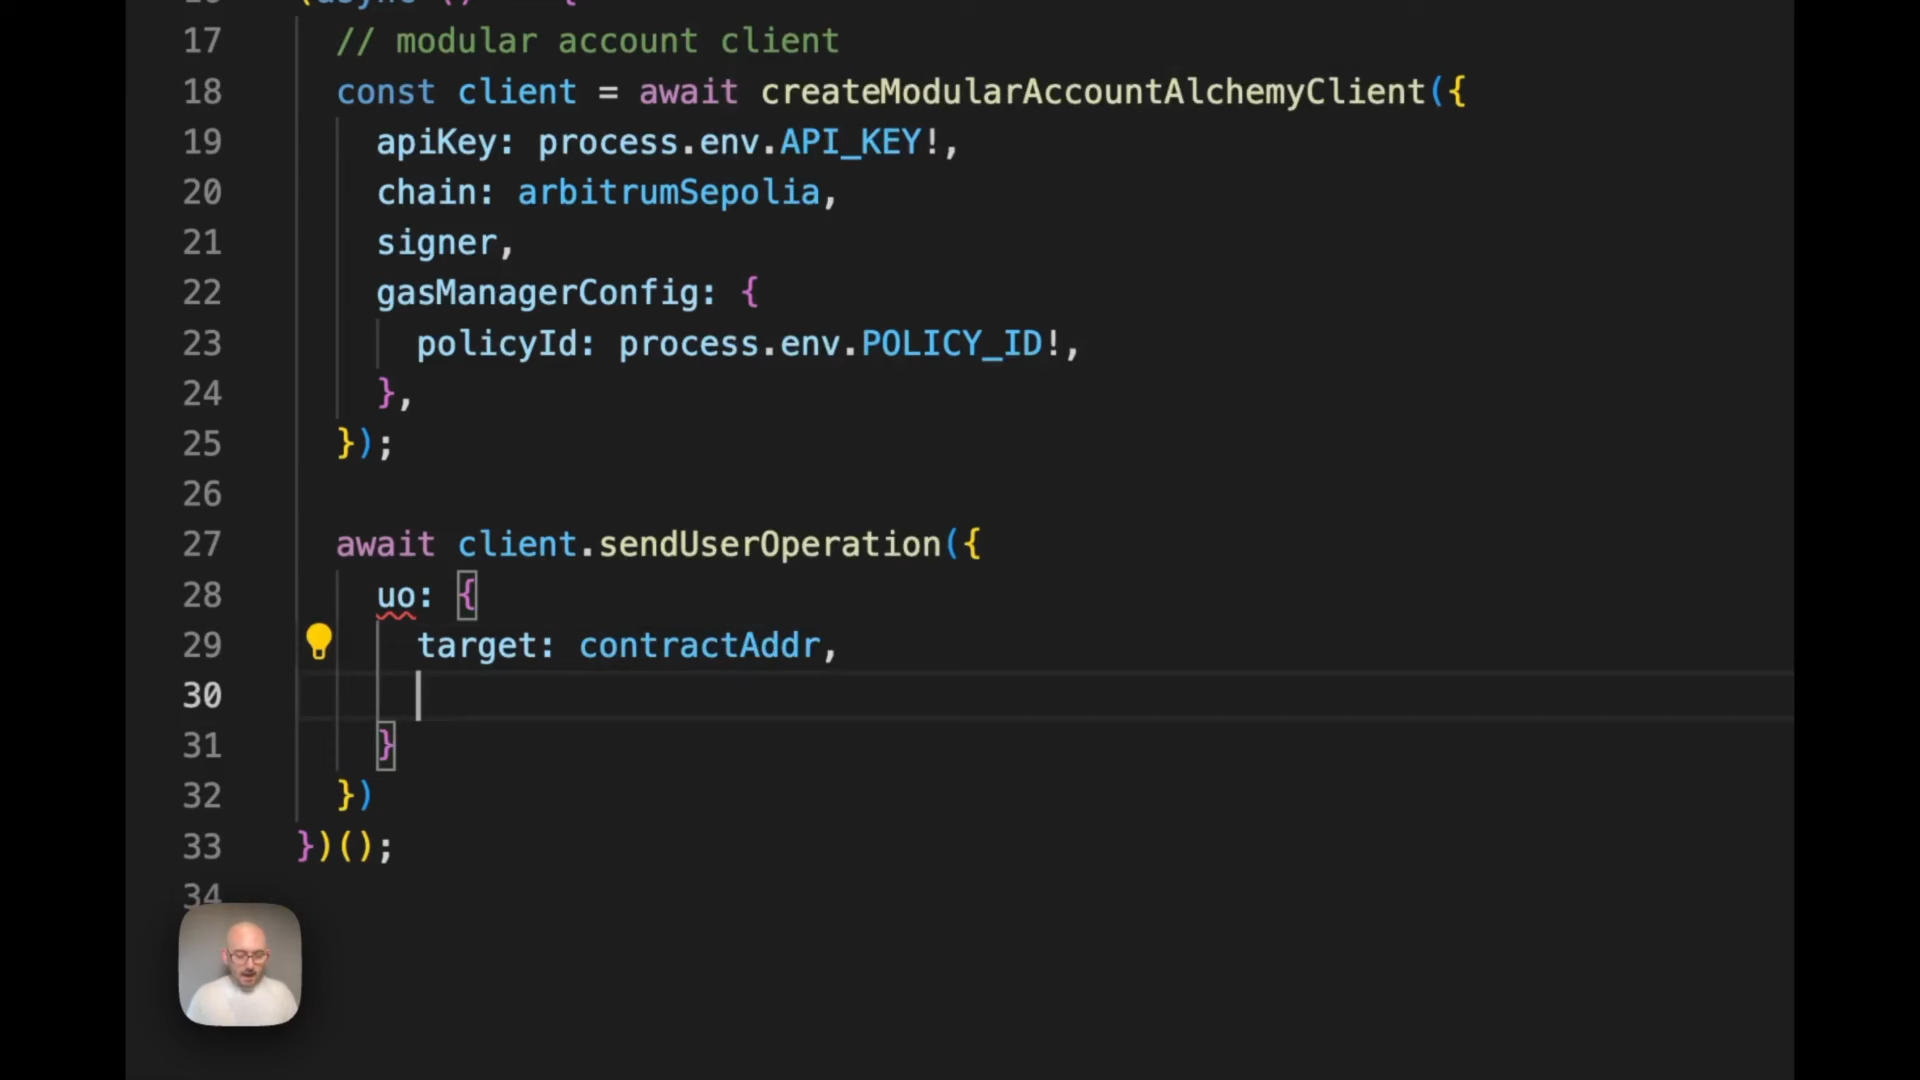 17 // modular account client
18 const client = await createModularAccountAlchemyClient({
19 apiKey: process.env.API_KEY!,
20 chain: arbitrumSepolia,
21 signer,
22 gasManagerConfig: {
23 policyId: process.env.POLICY_ID!,
24 },
25 });
26
27 await client.sendUserOperation({
28 uo: {
29 target: contractAddr,
30
31 }
32 })
33 })();
34